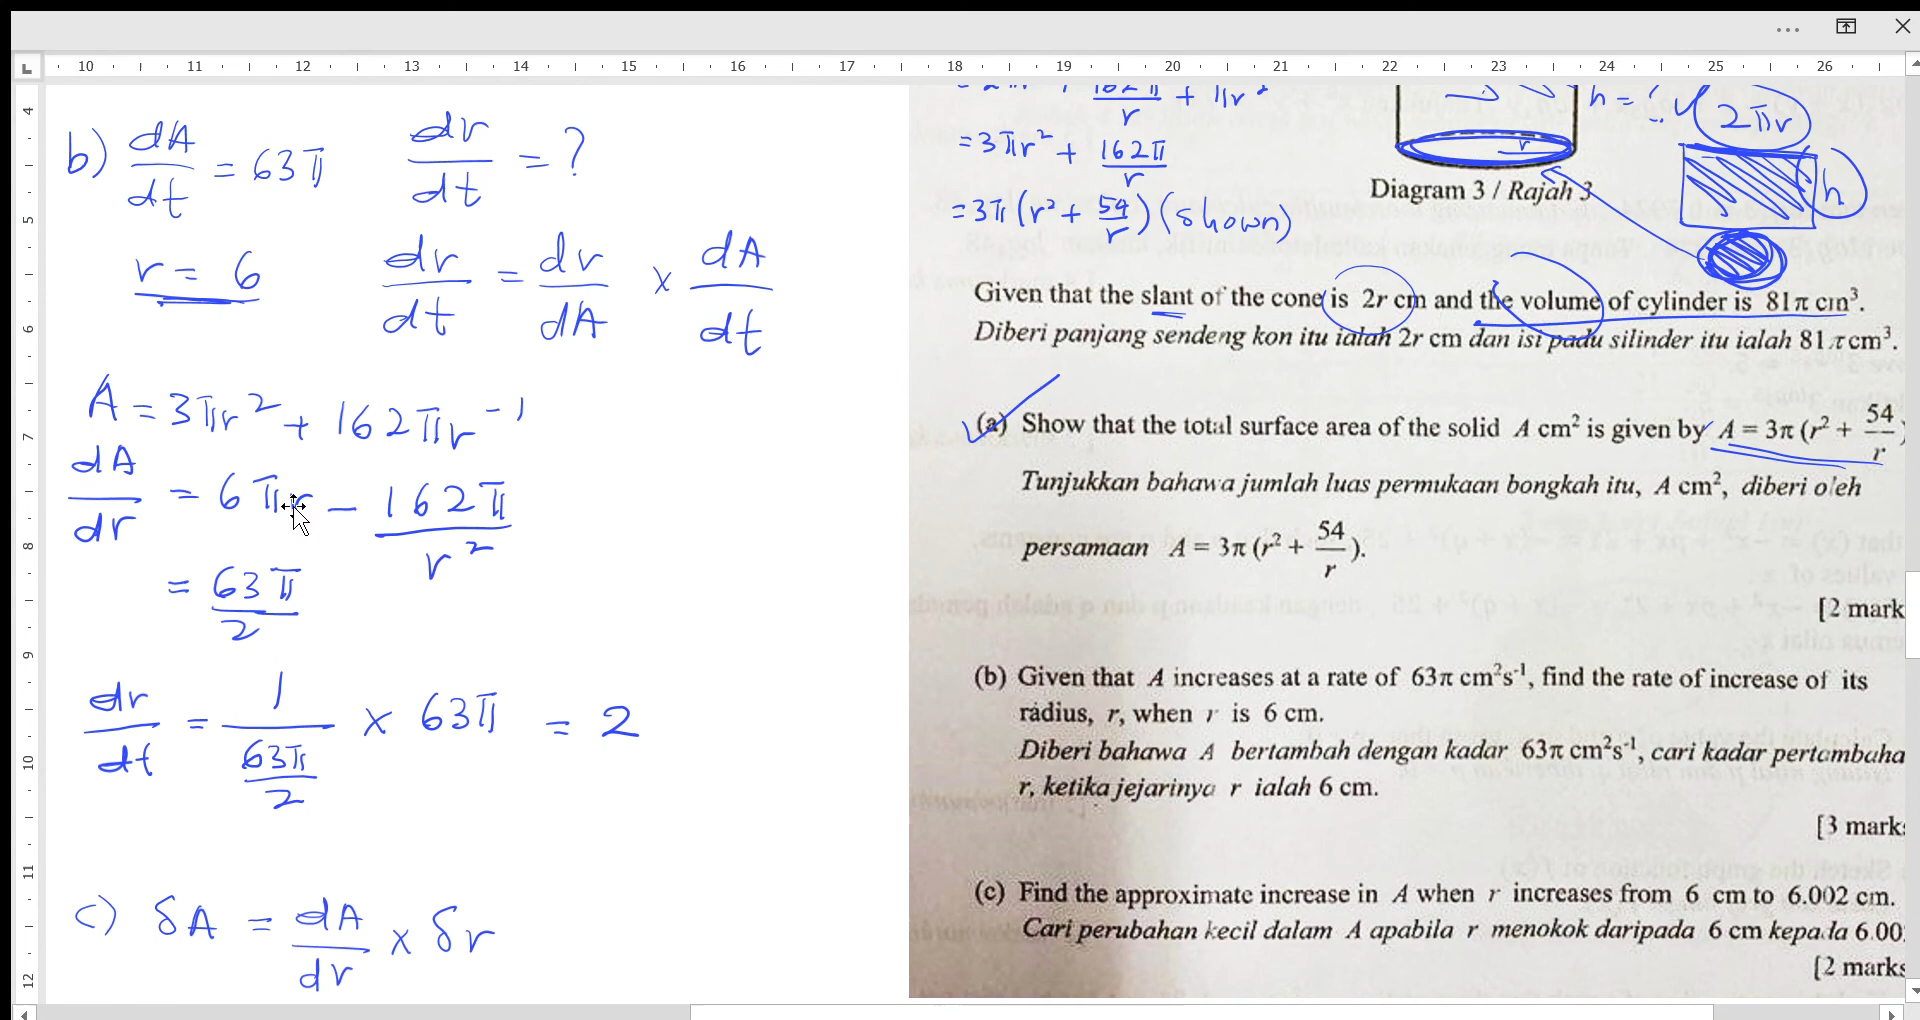 10 11 12 13 14 15 16 17 18 19 20 21 22 23 24 25 26
4
5
6
7
8
9
10
11
12
b) dA/dt = 63π dr/dt = ?
r = 6 dr/dt = dr/dA × dA/dt
A = 3πr² + 162πr⁻¹
dA/dr = 6πr − 162π/r²
= 63π/2
dr/dt = 1/(63π/2) × 63π = 2
c) δA = dA/dr × δr
= 3πr² + 162π/r
= 3π(r² + 54/r) (shown)
h = ?
2πr
h
r
Diagram 3 / Rajah 3
Given that the slant of the cone is 2r cm and the volume of cylinder is 81π cm³.
Diberi panjang sendeng kon itu ialah 2r cm dan isi padu silinder itu ialah 81π cm³.
(a) Show that the total surface area of the solid A cm² is given by A = 3π (r² + 54/r)
Tunjukkan bahawa jumlah luas permukaan bongkah itu, A cm², diberi oleh
persamaan A = 3π (r² + 54/r).
[2 mark
(b) Given that A increases at a rate of 63π cm²s⁻¹, find the rate of increase of its
radius, r, when r is 6 cm.
Diberi bahawa A bertambah dengan kadar 63π cm²s⁻¹, cari kadar pertambaha
r, ketika jejarinya r ialah 6 cm.
[3 marks
(c) Find the approximate increase in A when r increases from 6 cm to 6.002 cm.
Cari perubahan kecil dalam A apabila r menokok daripada 6 cm kepada 6.00
[2 marks